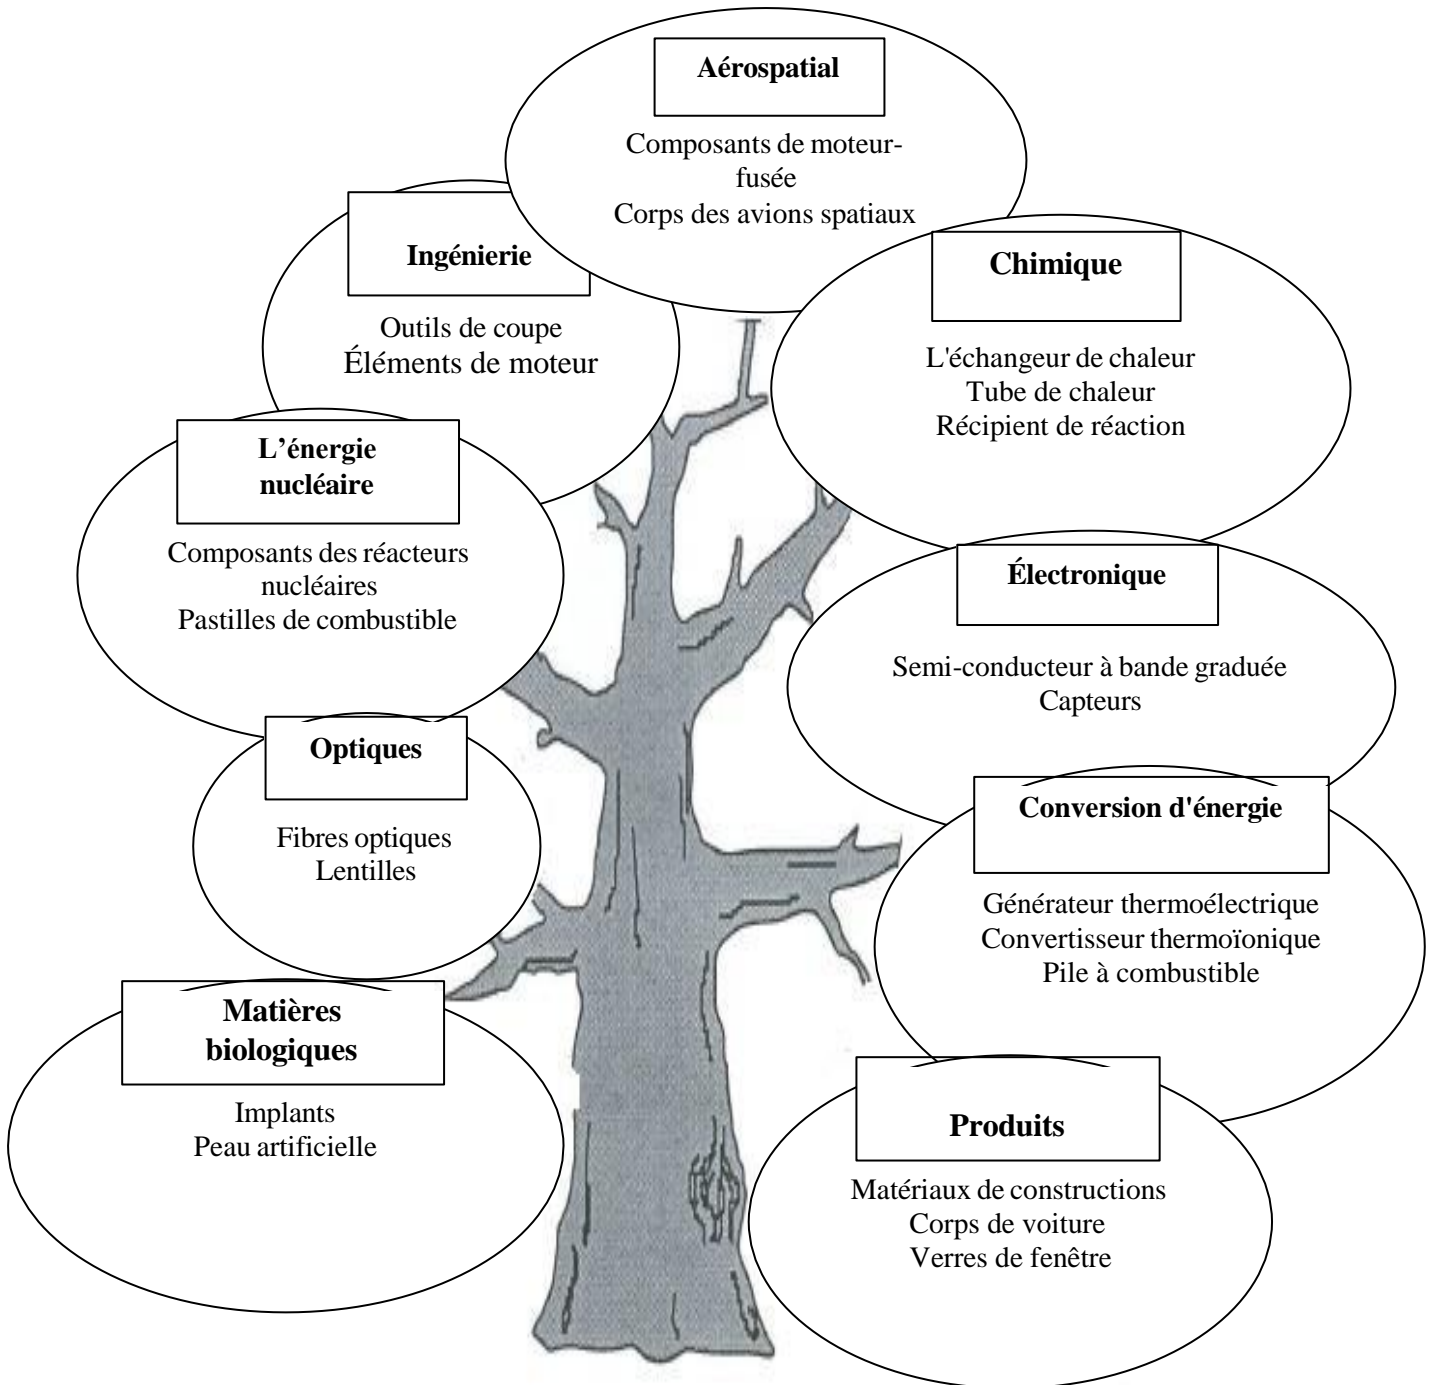 Aérospatial
Composants de moteur-
fusée
Corps des avions spatiaux
Ingénierie
Outils de coupe
Éléments de moteur
Chimique
L'échangeur de chaleur
Tube de chaleur
Récipient de réaction
L’énergie
nucléaire
Composants des réacteurs
nucléaires
Pastilles de combustible
Électronique
Semi-conducteur à bande graduée
Capteurs
Optiques
Fibres optiques
Lentilles
Conversion d'énergie
Générateur thermoélectrique
Convertisseur thermoïonique
Pile à combustible
Matières
biologiques
Implants
Peau artificielle
Produits
Matériaux de constructions
Corps de voiture
Verres de fenêtre